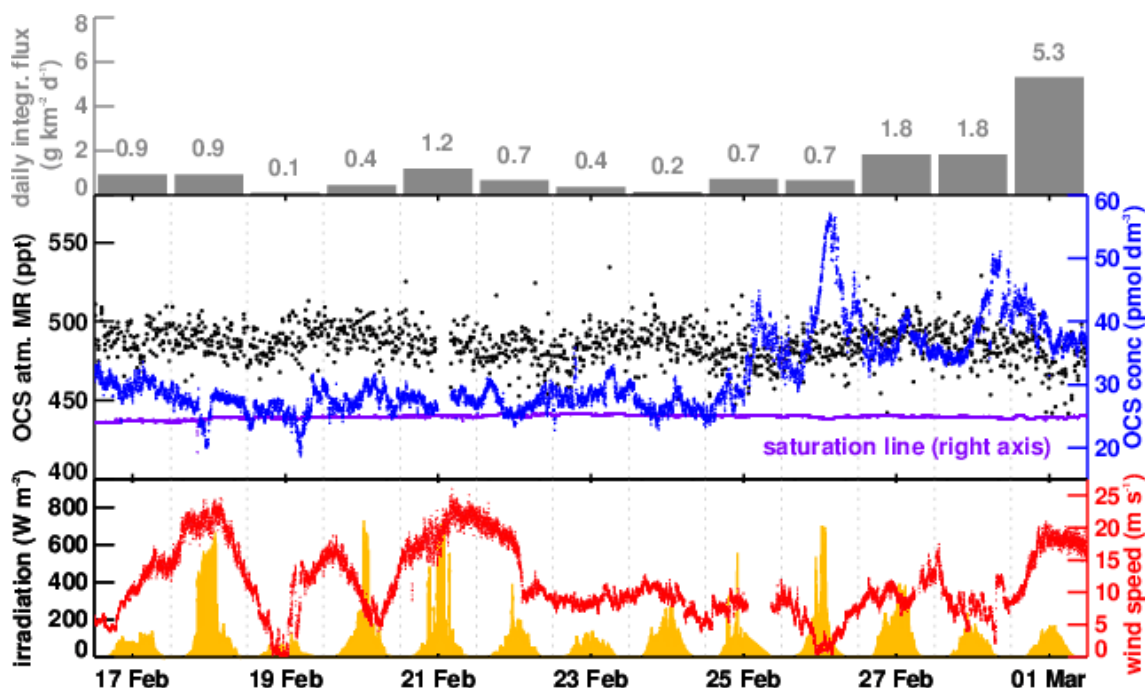 daily integr. flux
(g km⁻² d⁻¹)
8
6
4
2
0
0.9
0.9
0.1
0.4
1.2
0.7
0.4
0.2
0.7
0.7
1.8
1.8
5.3
OCS atm. MR (ppt)
550
500
450
400
60
50
40
30
20
OCS conc (pmol dm⁻³)
saturation line (right axis)
irradiation (W m⁻²)
800
600
400
200
0
25
20
15
10
5
0
wind speed (m s⁻¹)
17 Feb
19 Feb
21 Feb
23 Feb
25 Feb
27 Feb
01 Mar